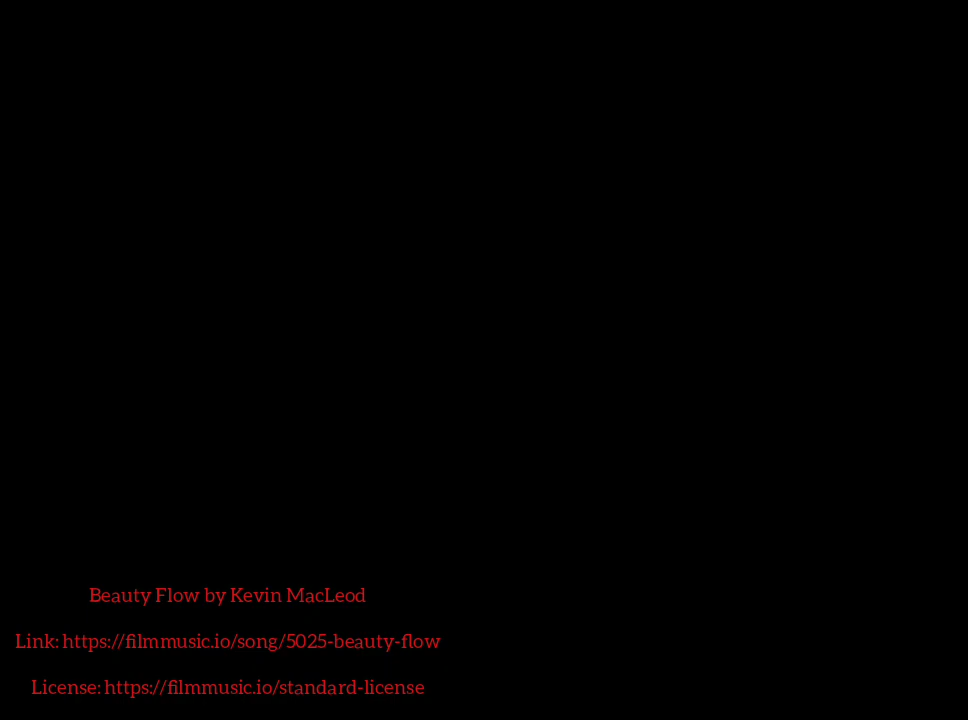 Beauty Flow by Kevin MacLeod
Link: https://filmmusic.io/song/5025-beauty-flow
License: https://filmmusic.io/standard-license